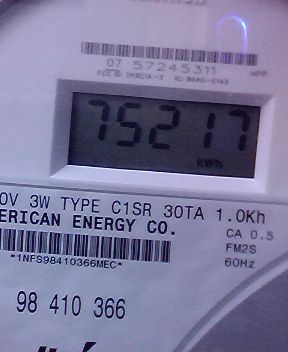 07 57245311
75217
kWh
0V 3W TYPE C1SR 30TA 1.0Kh
ERICAN ENERGY CO.
CA 0.5
FM2S
60Hz
*1NFS98410366MEC*
98 410 366